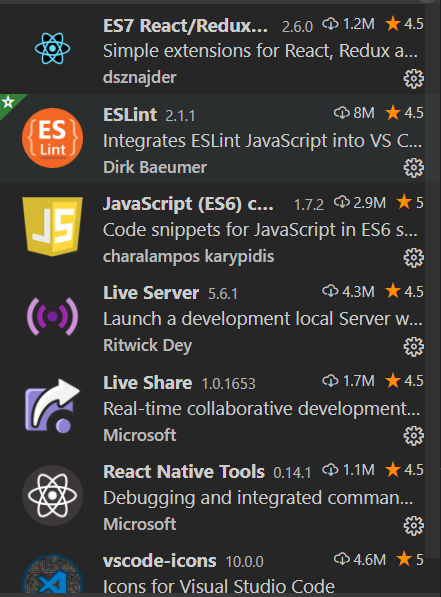 ES7 React/Redux... 2.6.0 1.2M 4.5
Simple extensions for React, Redux a...
dsznajder
ES Lint
ESLint 2.1.1 8M 4.5
Integrates ESLint JavaScript into VS C...
Dirk Baeumer
JS
JavaScript (ES6) c... 1.7.2 2.9M 5
Code snippets for JavaScript in ES6 s...
charalampos karypidis
Live Server 5.6.1 4.3M 4.5
Launch a development local Server w...
Ritwick Dey
Live Share 1.0.1653 1.7M 4.5
Real-time collaborative development...
Microsoft
React Native Tools 0.14.1 1.1M 4.5
Debugging and integrated comman...
Microsoft
vscode-icons 10.0.0 4.6M 5
Icons for Visual Studio Code